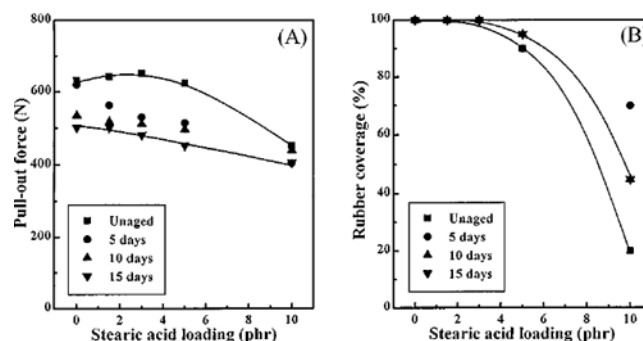 (A)
800
600
400
200
0
Pull-out force (N)
Unaged
5 days
10 days
15 days
0 2 4 6 8 10
Stearic acid loading (phr)
(B)
100
80
60
40
20
0
Rubber coverage (%)
Unaged
5 days
10 days
15 days
0 2 4 6 8 10
Stearic acid loading (phr)